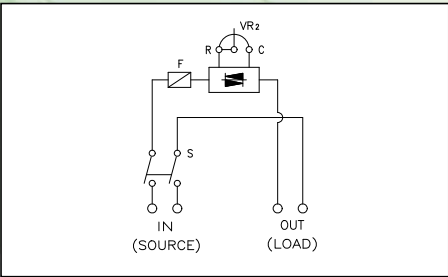 VR2
R C
F
S
IN OUT
(SOURCE) (LOAD)